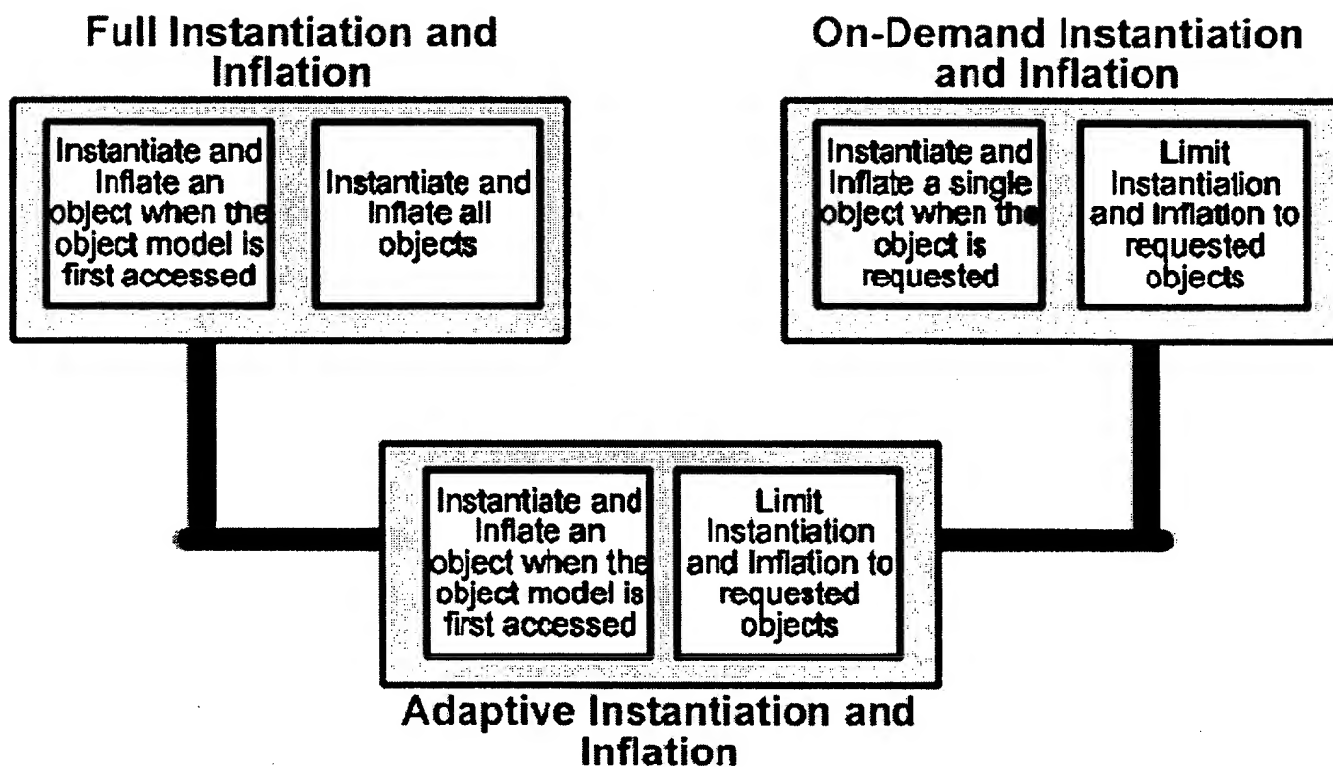 Full Instantiation and
Inflation
Instantiate and
Inflate an
object when the
object model is
first accessed
Instantiate and
Inflate all
objects
On-Demand Instantiation
and Inflation
Instantiate and
Inflate a single
object when the
object is
requested
Limit
Instantiation
and Inflation to
requested
objects
Instantiate and
Inflate an
object when the
object model is
first accessed
Limit
Instantiation
and Inflation to
requested
objects
Adaptive Instantiation and
Inflation